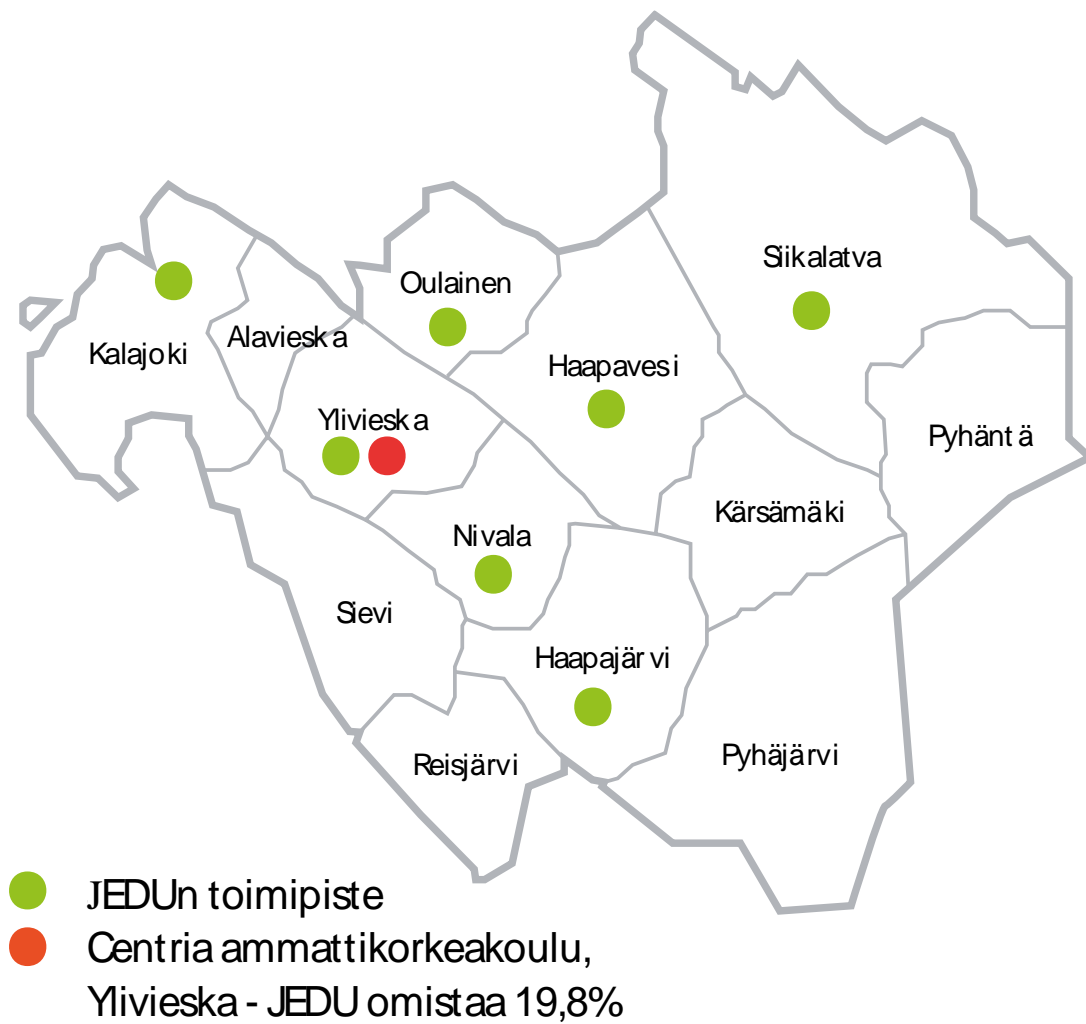 Siikalatva
Oulainen
Alavieska
Kalajoki
Haapavesi
Ylivieska
Pyhäntä
Kärsämäki
Nivala
Sievi
Haapajärvi
Pyhäjärvi
Reisjärvi
JEDUn toimipiste
Centria ammattikorkeakoulu,
Ylivieska - JEDU omistaa 19,8%